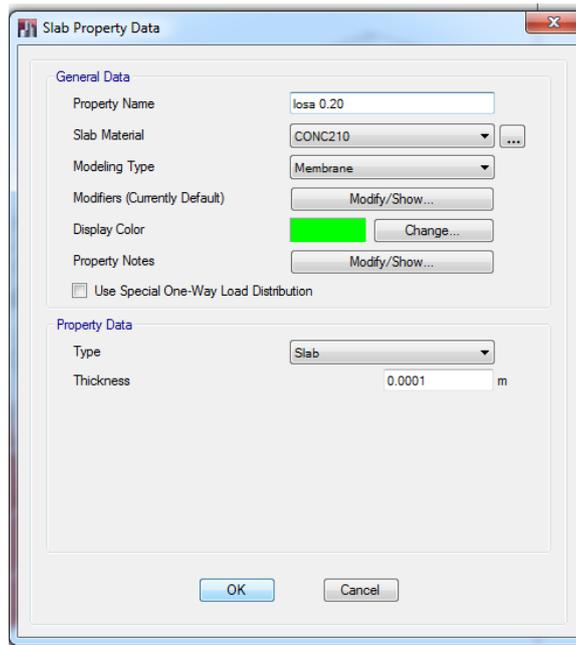 Slab Property Data
General Data
Property Name losa 0.20
Slab Material CONC210 ...
Modeling Type Membrane
Modifiers (Currently Default) Modify/Show...
Display Color Change...
Property Notes Modify/Show...
Use Special One-Way Load Distribution
Property Data
Type Slab
Thickness 0.0001 m
OK Cancel